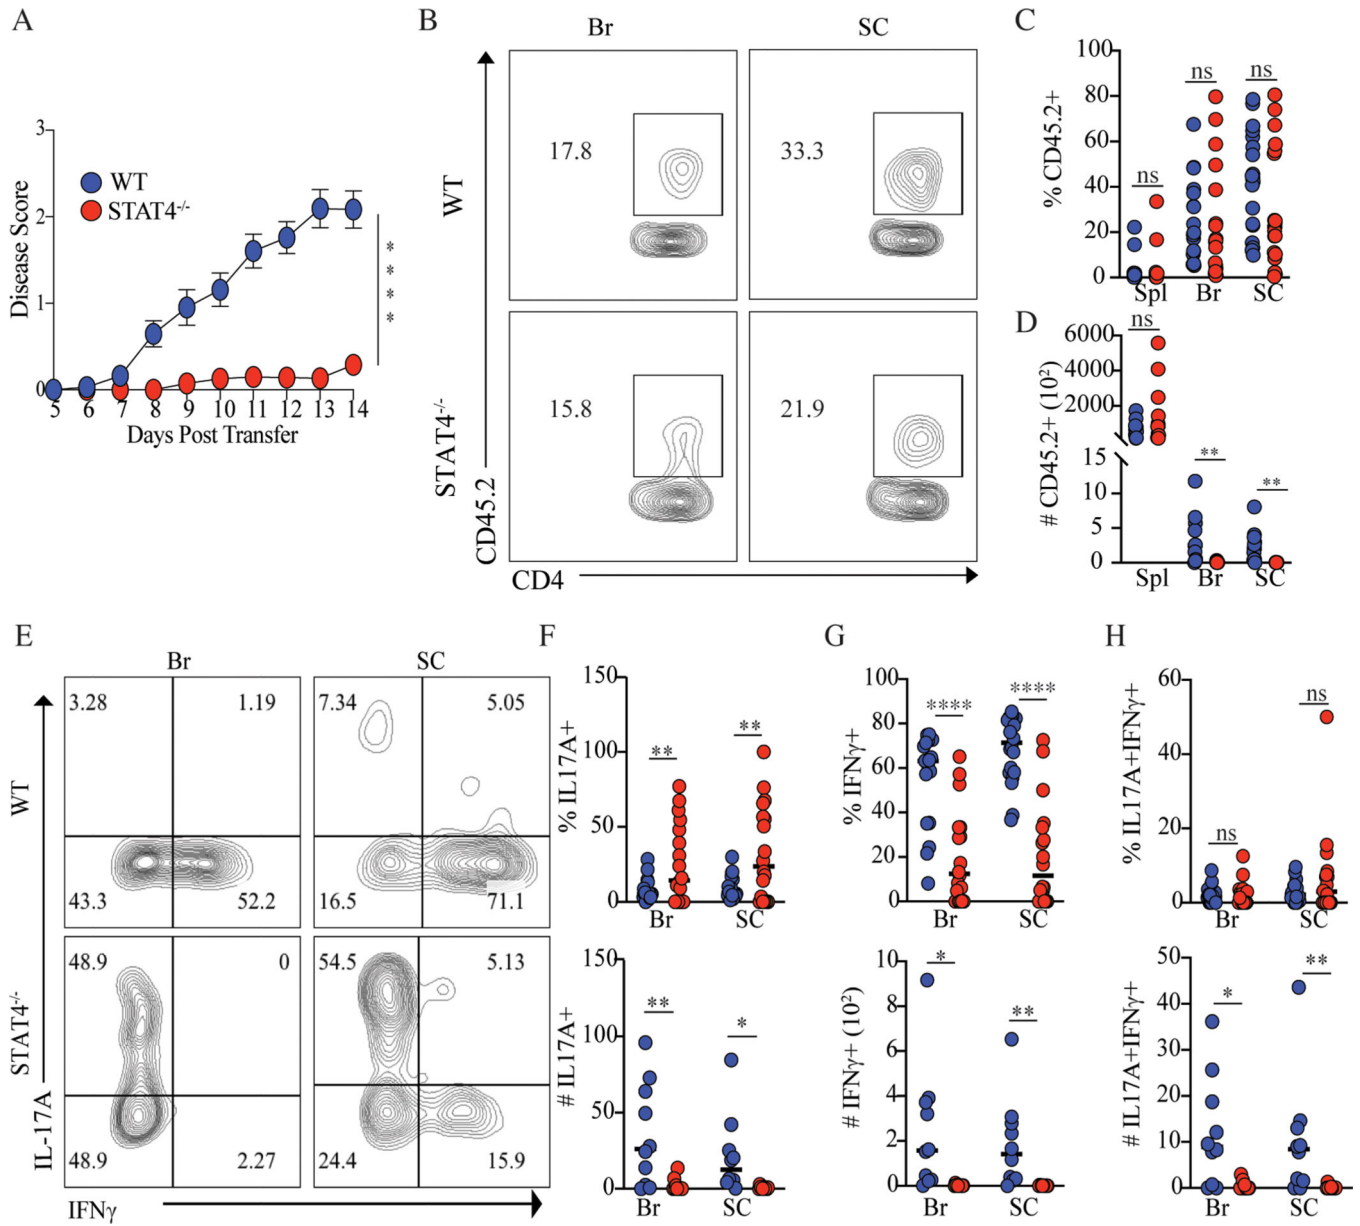 A
3
2
1
0
Disease Score
WT
STAT4-/-
****
5 6 7 8 9 10 11 12 13 14
Days Post Transfer
B
Br SC
WT
17.8 33.3
STAT4-/-
15.8 21.9
CD45.2
CD4
C
100
80
60
40
20
0
% CD45.2+
ns ns ns
Spl Br SC
D
6000
4000
2000
15
10
5
0
# CD45.2+ (10²)
ns ** **
Spl Br SC
E
Br SC
WT
3.28 1.19 7.34 5.05
43.3 52.2 16.5 71.1
STAT4-/-
48.9 0 54.5 5.13
48.9 2.27 24.4 15.9
IL-17A
IFNγ
F
150
100
50
0
% IL17A+
** **
Br SC
150
100
50
0
# IL17A+
** *
Br SC
G
100
80
60
40
20
0
% IFNγ+
**** ****
Br SC
10
8
6
4
2
0
# IFNγ+ (10²)
* **
Br SC
H
60
40
20
0
% IL17A+IFNγ+
ns ns
Br SC
50
40
30
20
10
0
# IL17A+IFNγ+
* **
Br SC